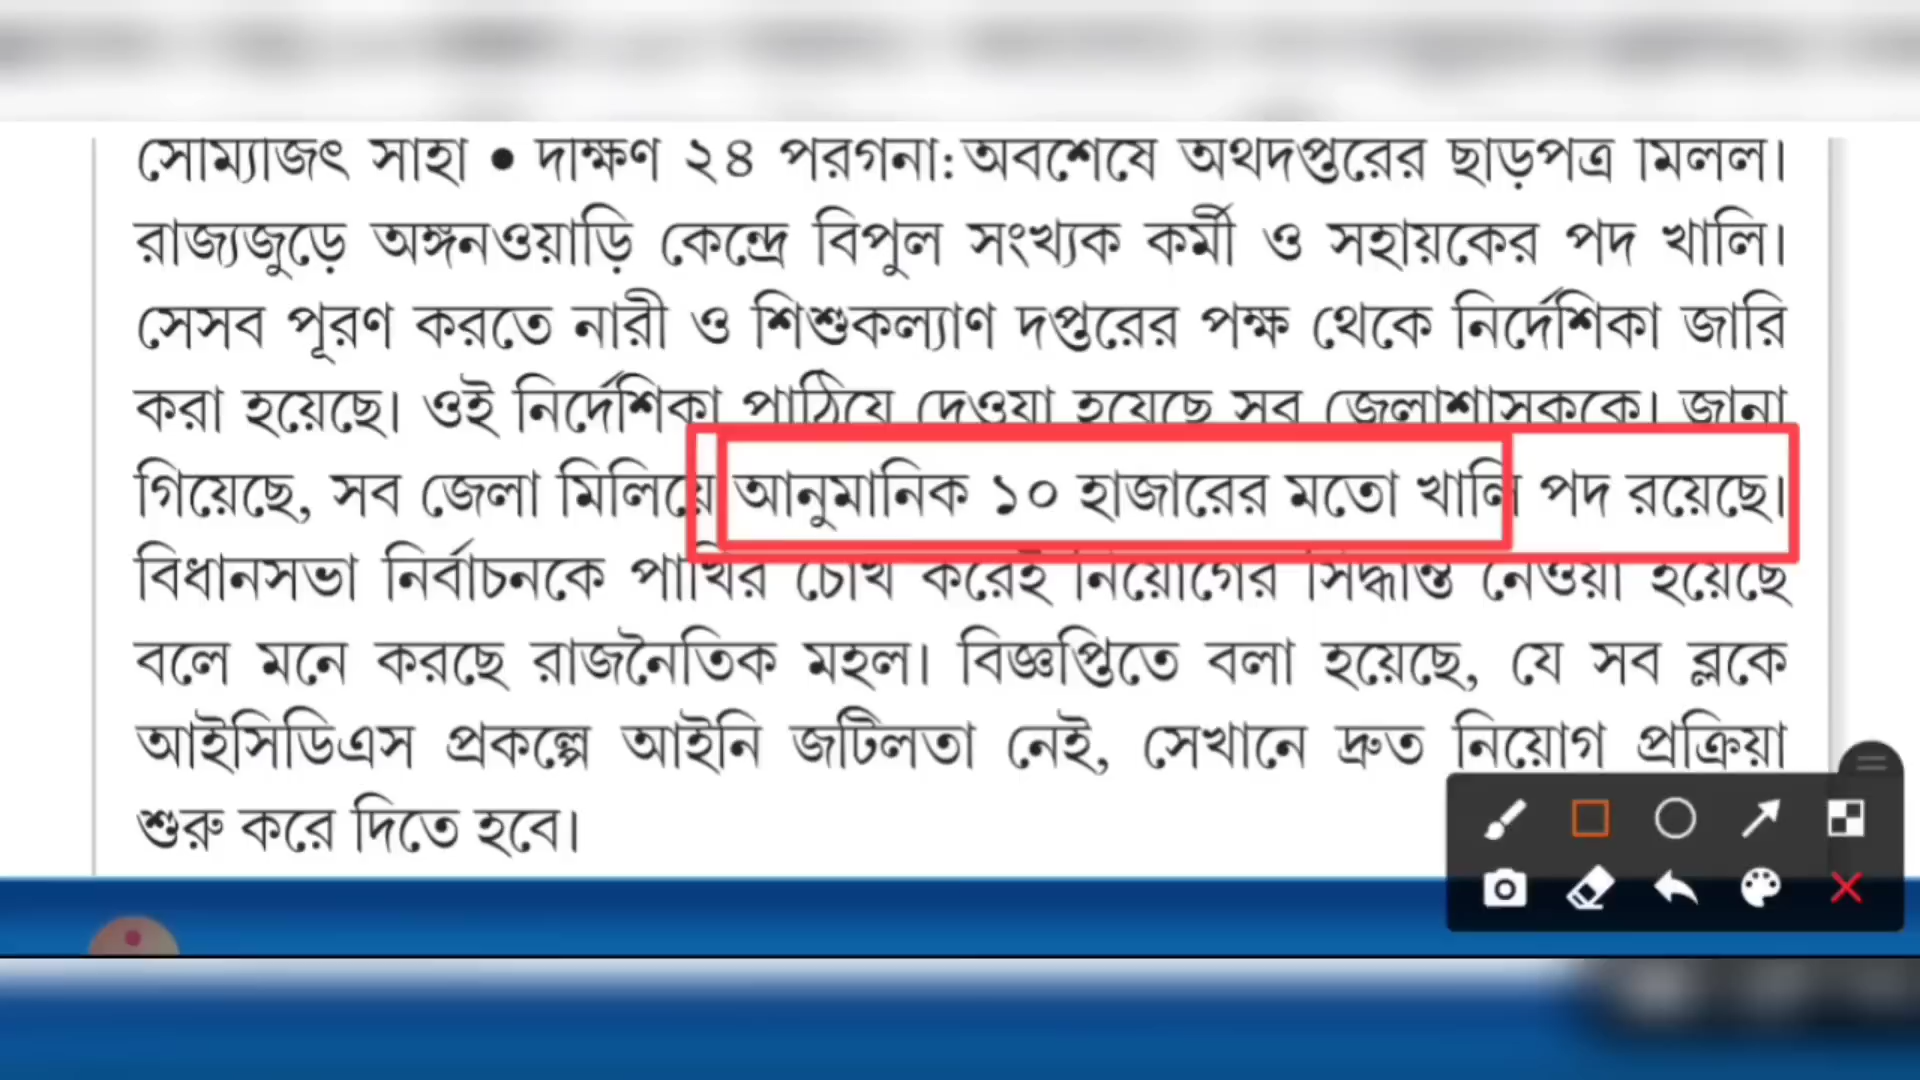 সৌম্যজিৎ সাহা ● দক্ষিণ ২৪ পরগনা: অবশেষে অর্থদপ্তরের ছাড়পত্র মিলল।
রাজ্যজুড়ে অঙ্গনওয়াড়ি কেন্দ্রে বিপুল সংখ্যক কর্মী ও সহায়কের পদ খালি।
সেসব পূরণ করতে নারী ও শিশুকল্যাণ দপ্তরের পক্ষ থেকে নির্দেশিকা জারি
করা হয়েছে। ওই নির্দেশিকা পাঠিয়ে দেওয়া হয়েছে সব জেলাশাসককে। জানা
গিয়েছে, সব জেলা মিলিয়ে আনুমানিক ১০ হাজারের মতো খালি পদ রয়েছে।
বিধানসভা নির্বাচনকে পাখির চোখ করেই নিয়োগের সিদ্ধান্ত নেওয়া হয়েছে
বলে মনে করছে রাজনৈতিক মহল। বিজ্ঞপ্তিতে বলা হয়েছে, যে সব ব্লকে
আইসিডিএস প্রকল্পে আইনি জটিলতা নেই, সেখানে দ্রুত নিয়োগ প্রক্রিয়া
শুরু করে দিতে হবে।